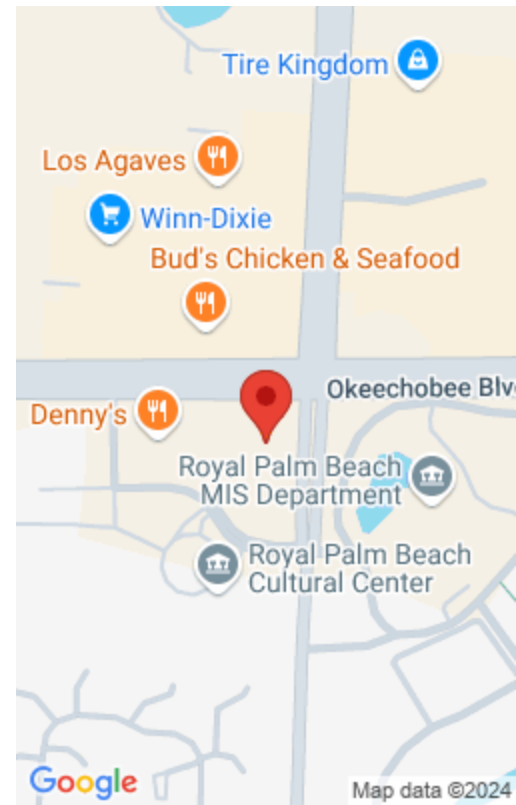 Tire Kingdom
Los Agaves
Winn-Dixie
Bud's Chicken & Seafood
Okeechobee Blv
Denny's
Royal Palm Beach
MIS Department
Royal Palm Beach
Cultural Center
Google
Map data ©2024